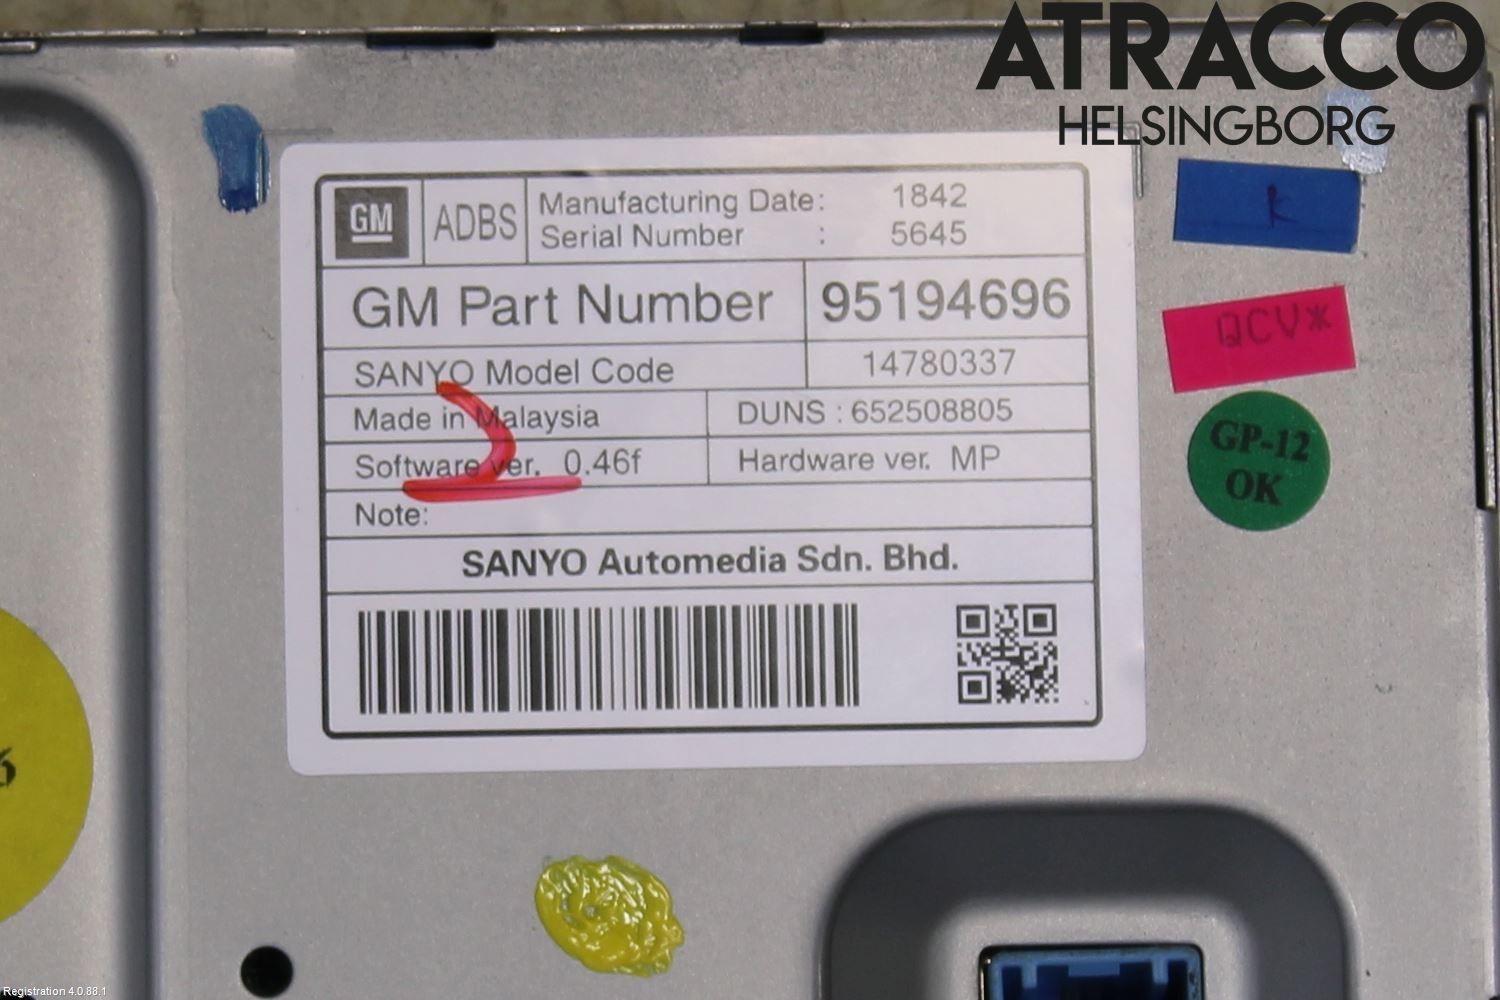 ATRACCO
HELSINGBORG
GM ADBS Manufacturing Date: 1842
Serial Number : 5645
GM Part Number 95194696
SANYO Model Code 14780337
Made in Malaysia DUNS : 652508805
Software ver. 0.46f Hardware ver. MP
2
Note:
SANYO Automedia Sdn. Bhd.
K
QCV*
GP-12
OK
6
Registration 4.0.88.1